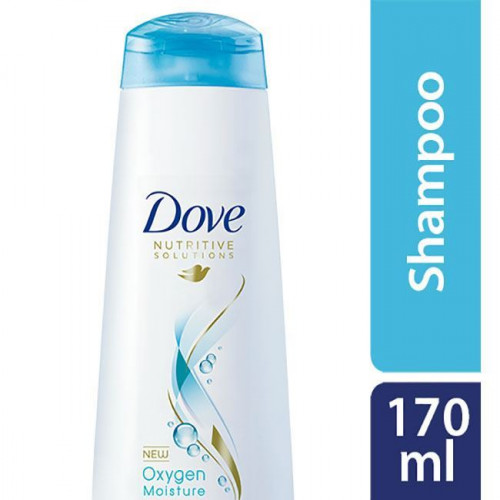 Dove
NUTRITIVE
SOLUTIONS
NEW
Oxygen
Moisture
Shampoo
170
ml